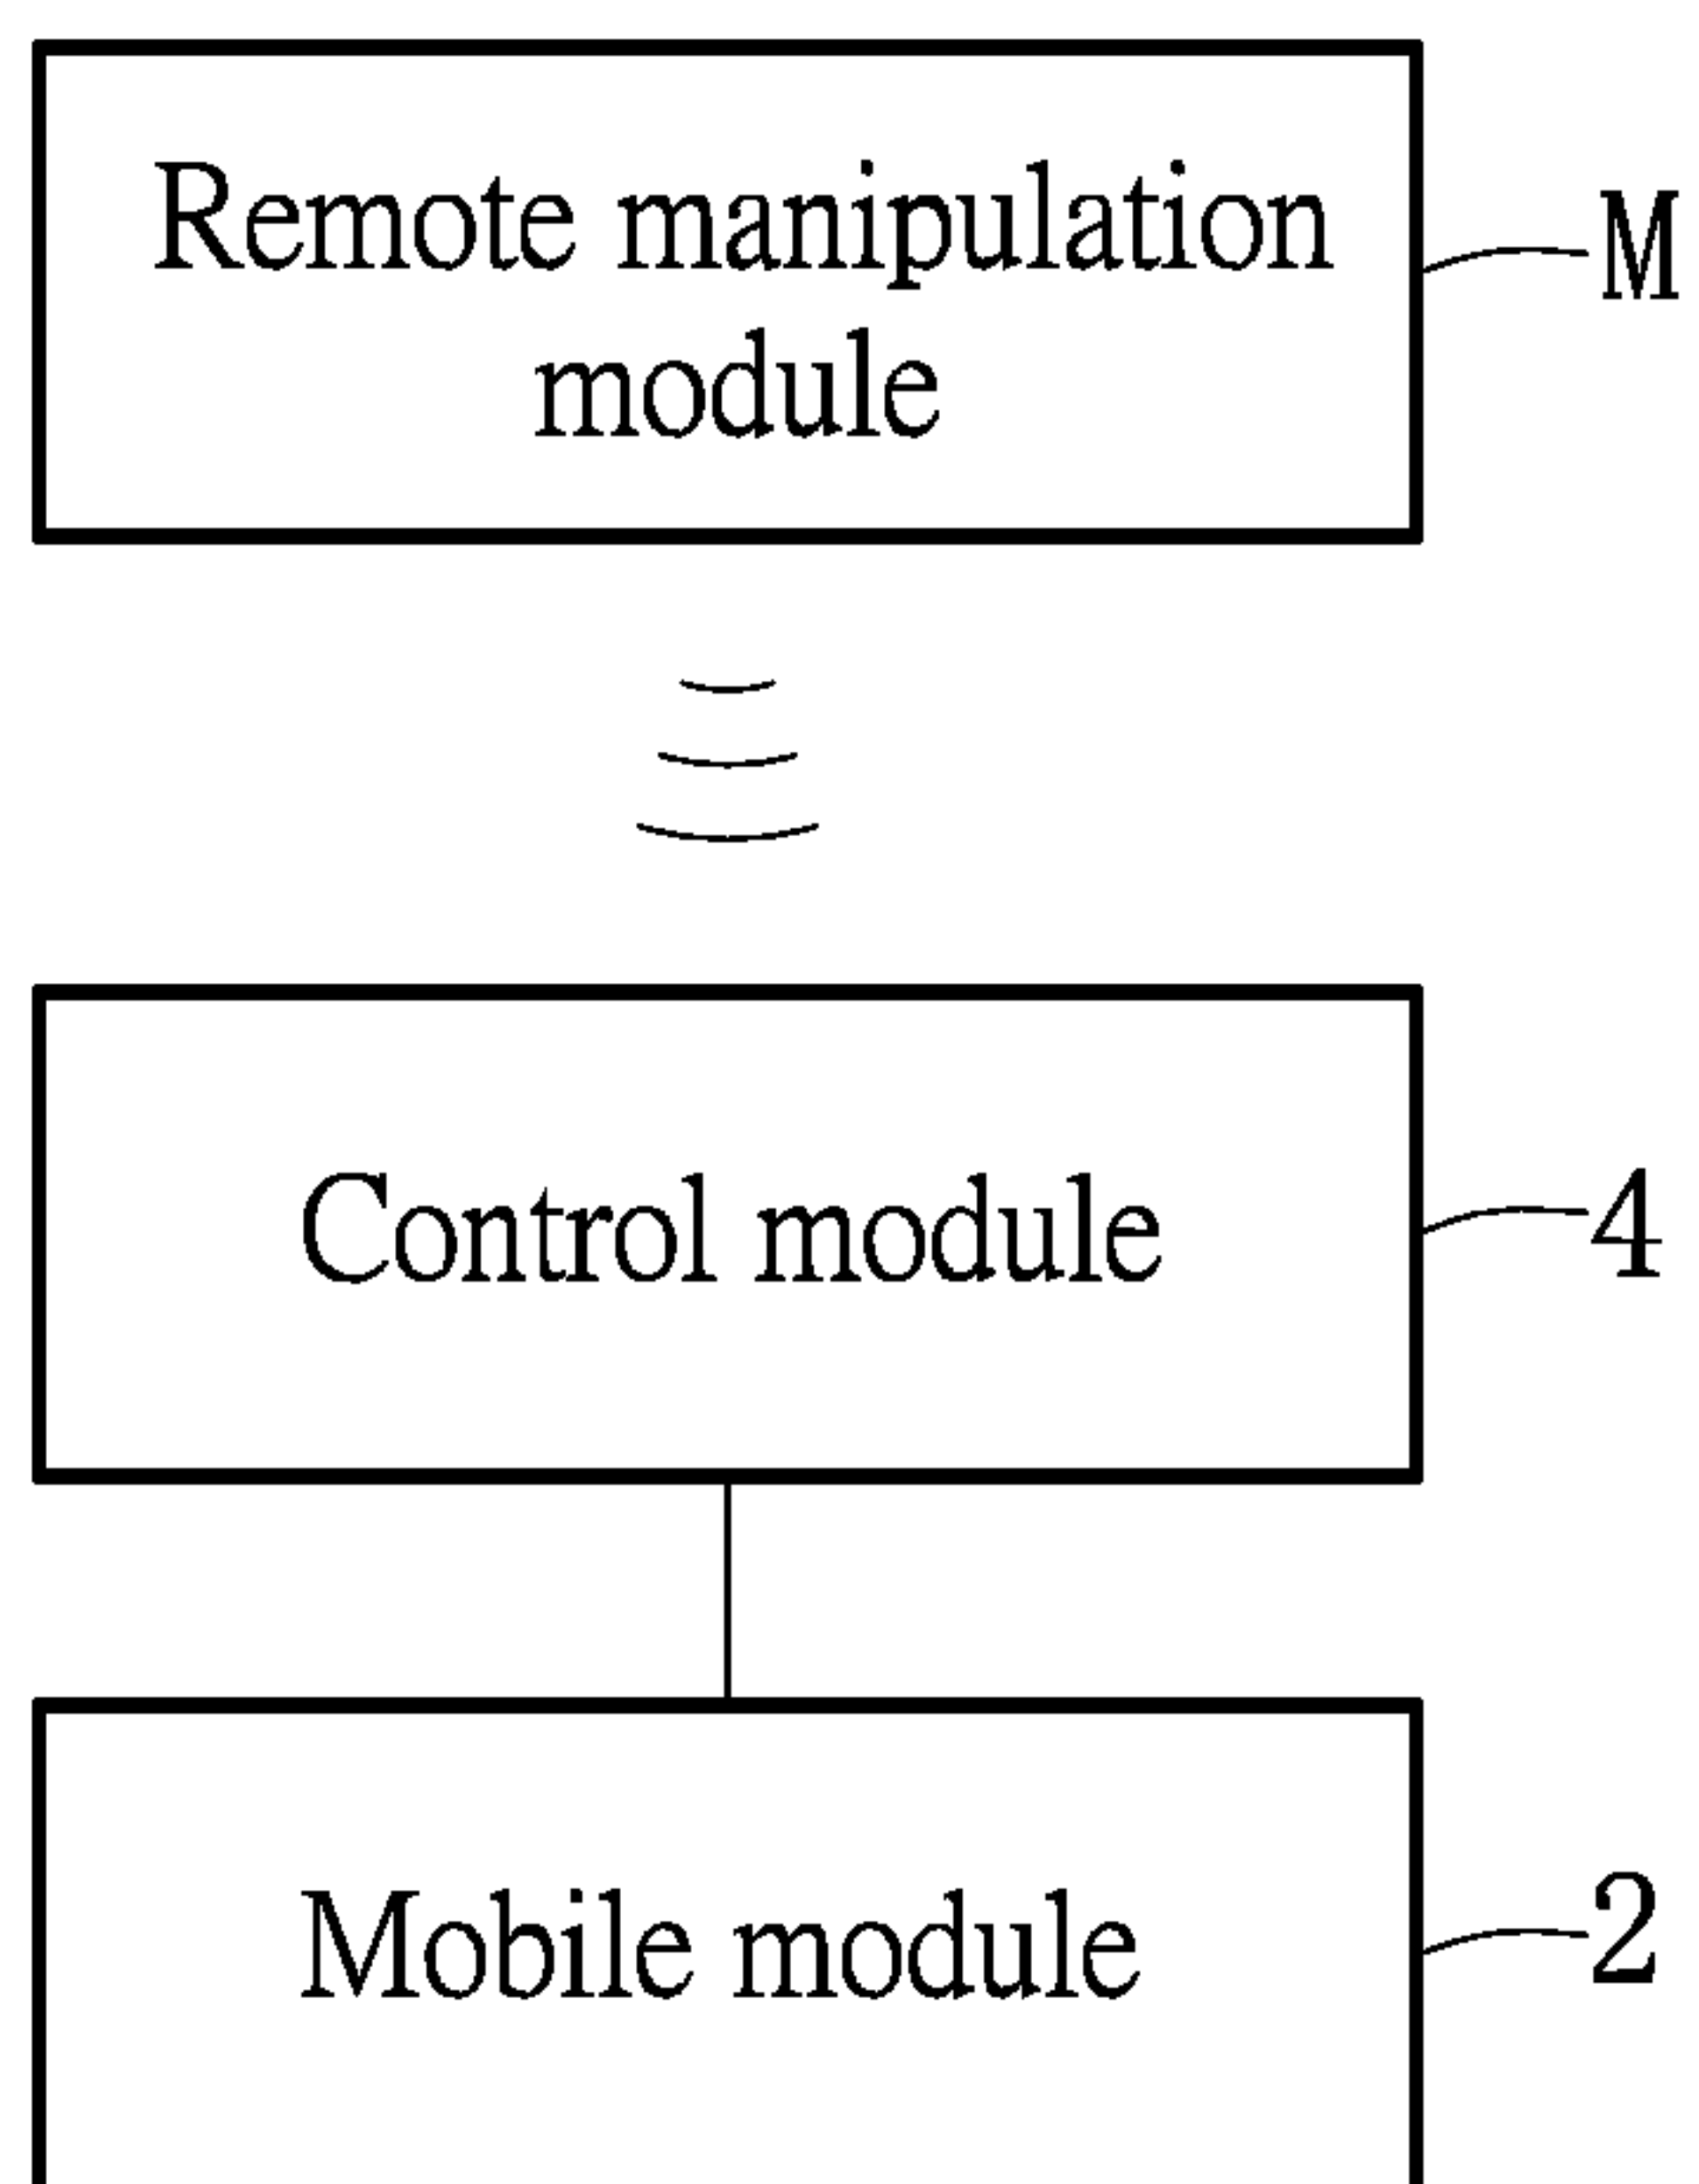 Remote manipulation
module
M
Control module
4
Mobile module
2